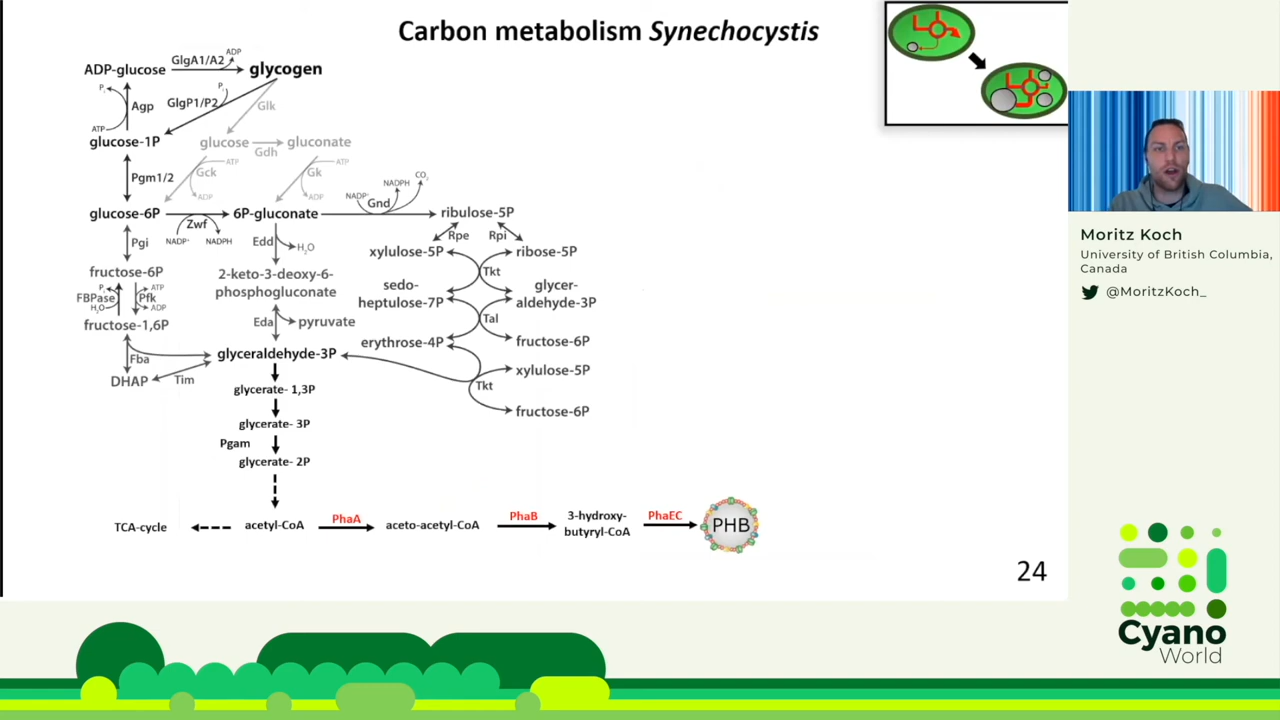 Carbon metabolism Synechocystis
ADP-glucose
GlgA1/A2
ADP
glycogen
Pi
Agp
ATP
GlgP1/P2
Pi
Glk
glucose-1P
glucose
Gdh
gluconate
Pgm1/2
Gck
ATP
ADP
Gk
ATP
ADP
NADP+
NADPH
CO2
Gnd
glucose-6P
6P-gluconate
ribulose-5P
Zwf
NADP+
NADPH
Pgi
Edd
H2O
Rpe
Rpi
xylulose-5P
ribose-5P
fructose-6P
2-keto-3-deoxy-6-
phosphogluconate
Tkt
sedo-
heptulose-7P
glycer-
aldehyde-3P
Pi
FBPase
H2O
Pfk
ATP
ADP
fructose-1,6P
Eda
pyruvate
Tal
erythrose-4P
fructose-6P
Fba
glyceraldehyde-3P
DHAP
Tim
xylulose-5P
Tkt
fructose-6P
glycerate- 1,3P
glycerate- 3P
Pgam
glycerate- 2P
TCA-cycle
acetyl-CoA
PhaA
aceto-acetyl-CoA
PhaB
3-hydroxy-
butyryl-CoA
PhaEC
PHB
24
Moritz Koch
University of British Columbia,
Canada
@MoritzKoch_
Cyano
World